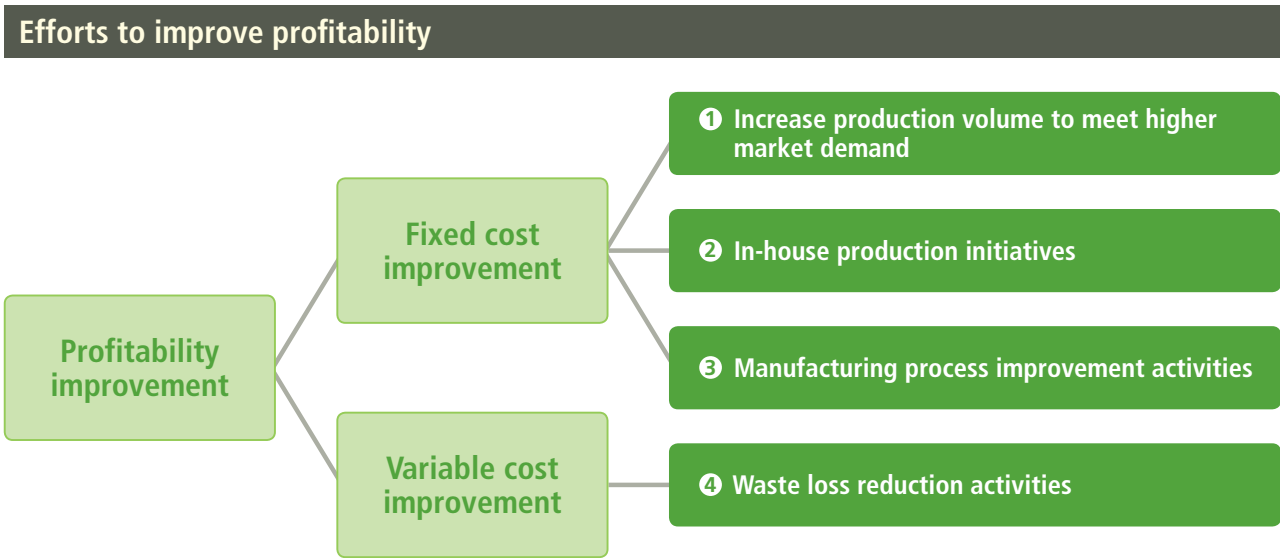 Efforts to improve profitability
Profitability
improvement
Fixed cost
improvement
❶ Increase production volume to meet higher
market demand
❷ In-house production initiatives
❸ Manufacturing process improvement activities
Variable cost
improvement
❹ Waste loss reduction activities